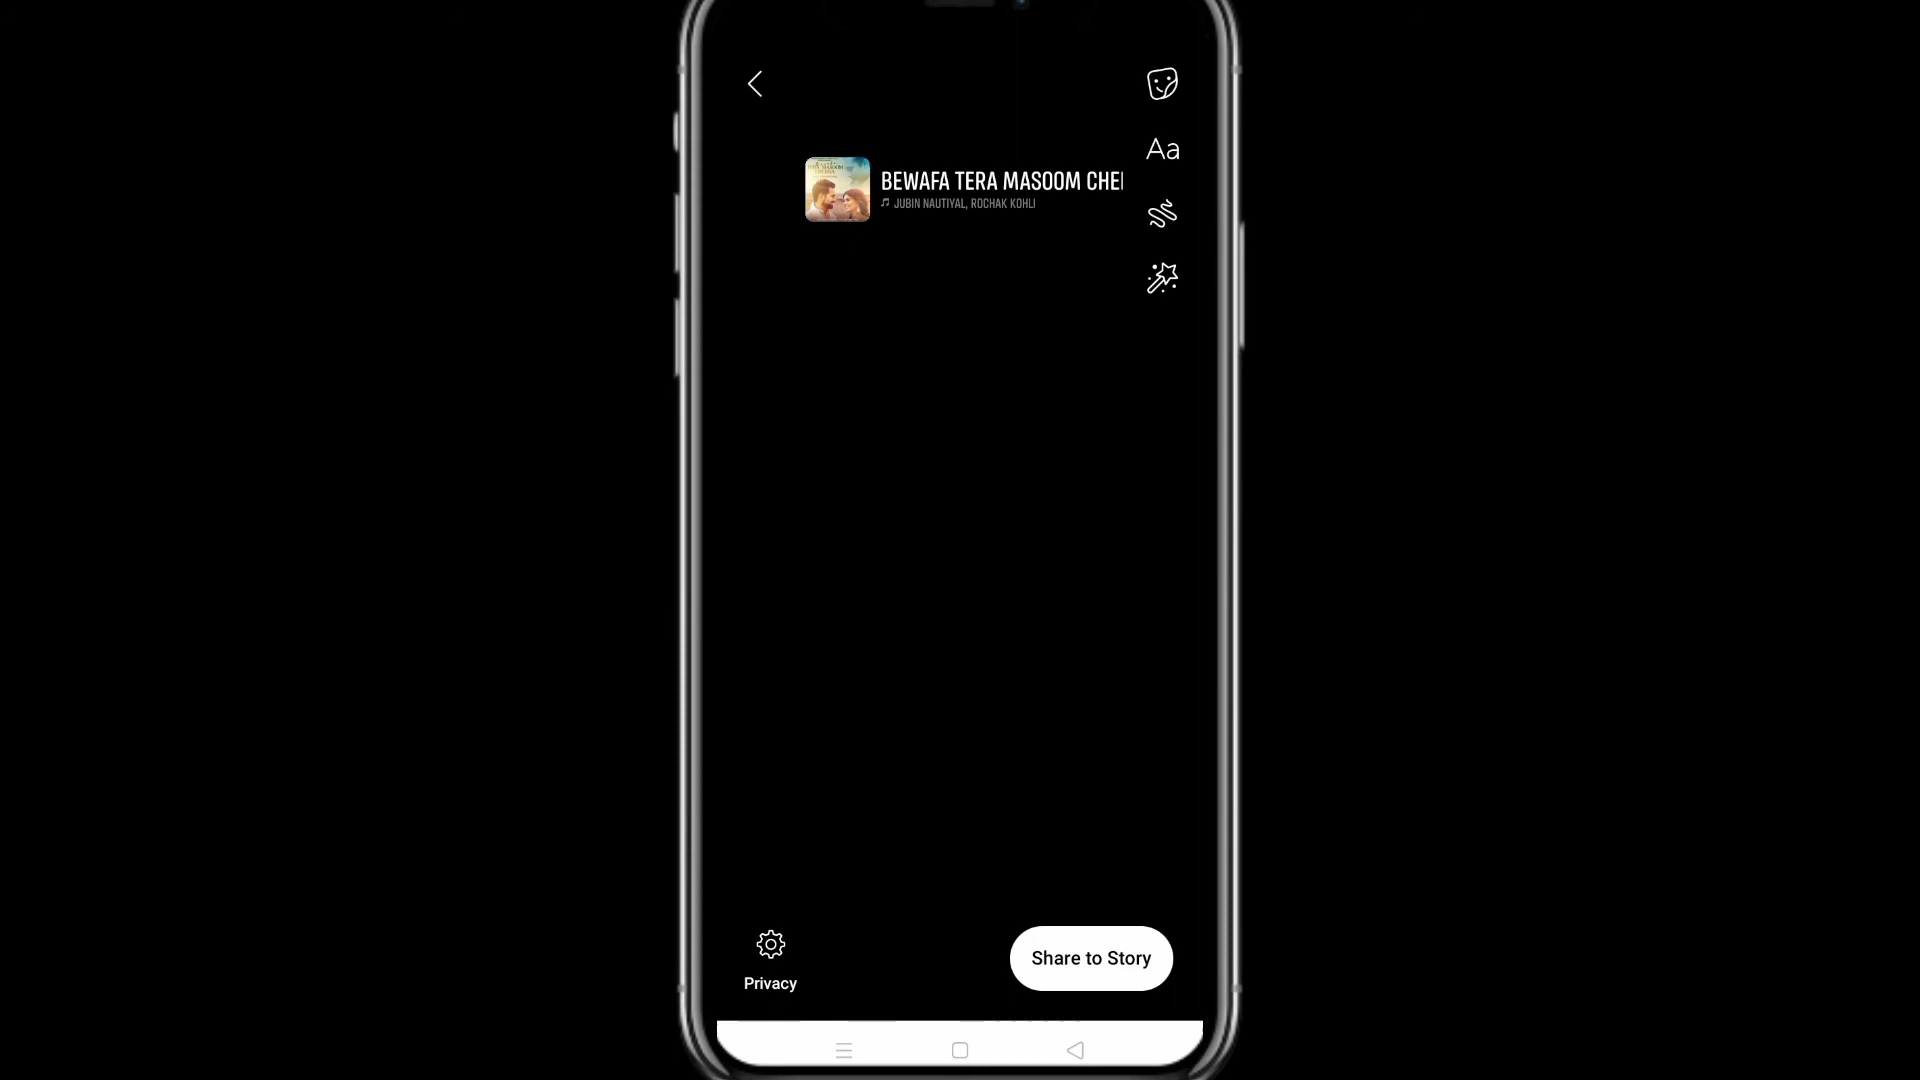 Aa
BEWAFA TERA MASOOM CHE
JUBIN NAUTIYAL, ROCHAK KOHLI
Privacy
Share to Story